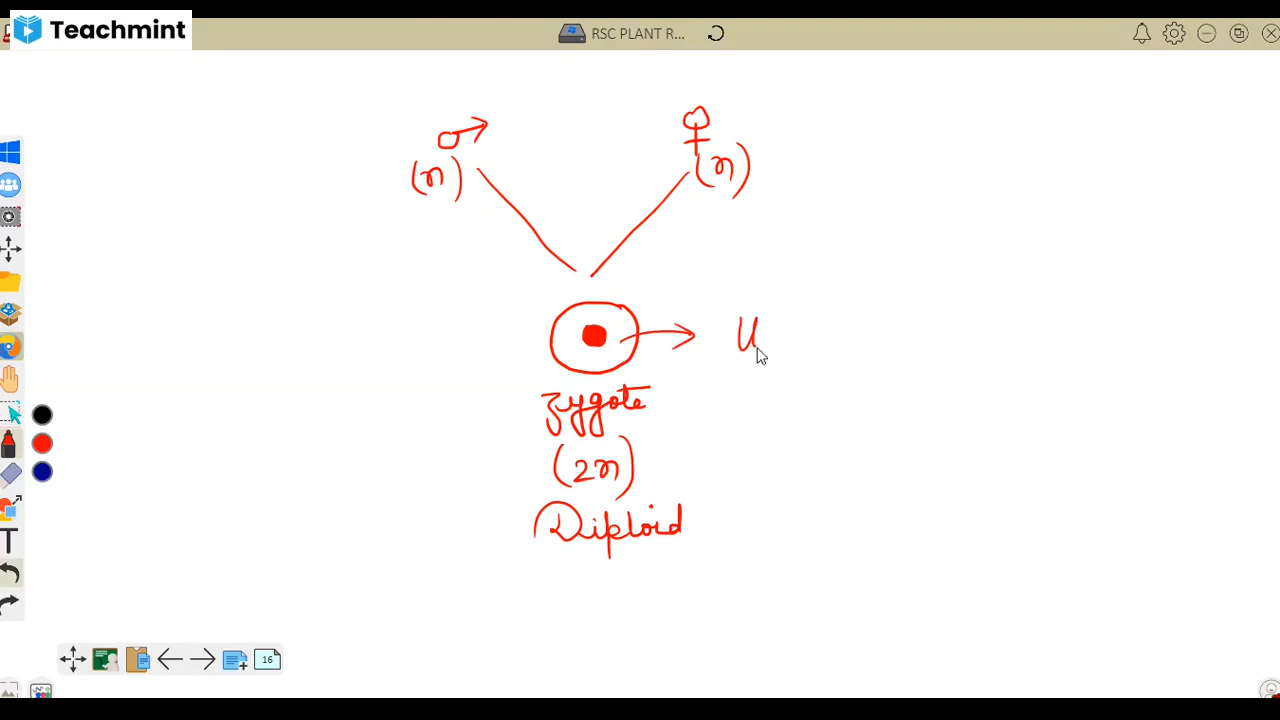 Teachmint
RSC PLANT R...
(n)
(n)
U
zygote
(2n)
Diploid
T
16